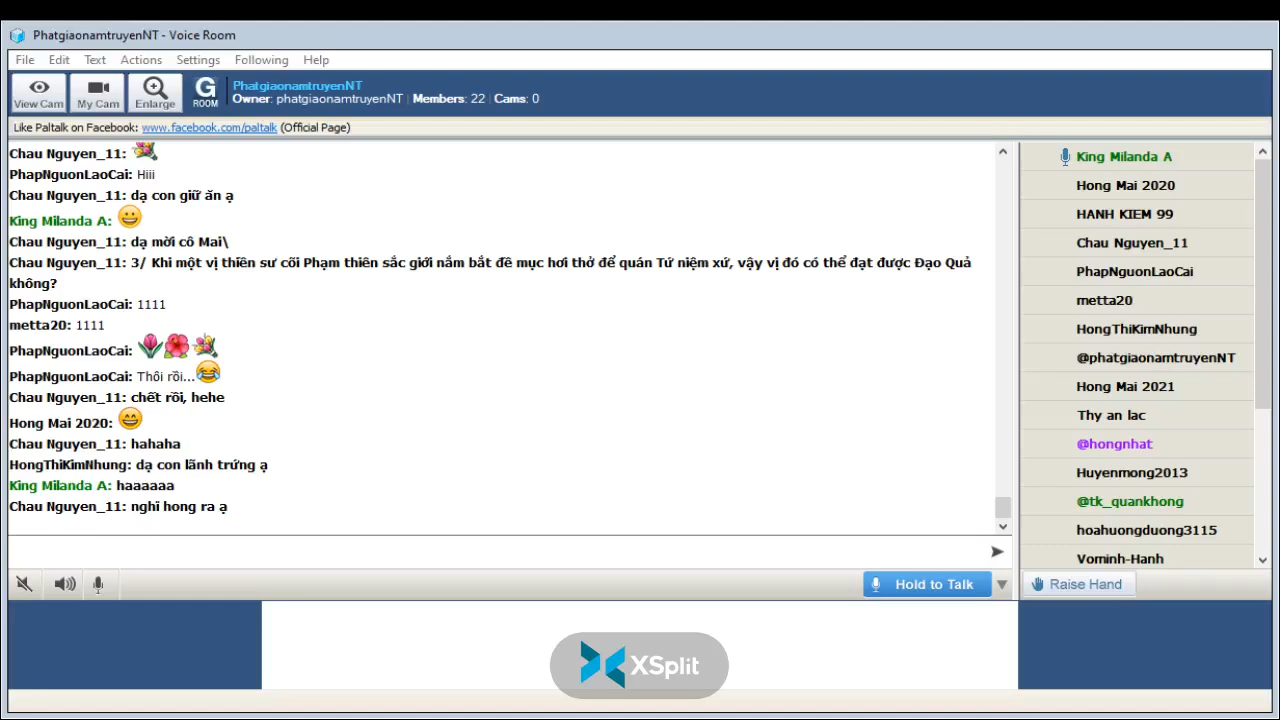 PhatgiaonamtruyenNT - Voice Room
File Edit Text Actions Settings Following Help
View Cam My Cam Enlarge G ROOM
PhatgiaonamtruyenNT
Owner: phatgiaonamtruyenNT | Members: 22 | Cams: 0
Like Paltalk on Facebook: www.facebook.com/paltalk (Official Page)
Chau Nguyen_11:
PhapNguonLaoCai: Hiii
Chau Nguyen_11: dạ con giữ ấn ạ
King Milanda A:
Chau Nguyen_11: dạ mời cô Mai\
Chau Nguyen_11: 3/ Khi một vị thiền sư cõi Phạm thiên sắc giới nắm bắt đề mục hơi thở để quán Tứ niệm xứ, vậy vị đó có thể đạt được Đạo Quả
không?
PhapNguonLaoCai: 1111
metta20: 1111
PhapNguonLaoCai:
PhapNguonLaoCai: Thôi rồi...
Chau Nguyen_11: chết rồi, hehe
Hong Mai 2020:
Chau Nguyen_11: hahaha
HongThiKimNhung: dạ con lãnh trứng ạ
King Milanda A: haaaaaa
Chau Nguyen_11: nghĩ hong ra ạ
King Milanda A
Hong Mai 2020
HANH KIEM 99
Chau Nguyen_11
PhapNguonLaoCai
metta20
HongThiKimNhung
@phatgiaonamtruyenNT
Hong Mai 2021
Thy an lac
@hongnhat
Huyenmong2013
@tk_quankhong
hoahuongduong3115
Vominh-Hanh
Hold to Talk
Raise Hand
XSplit